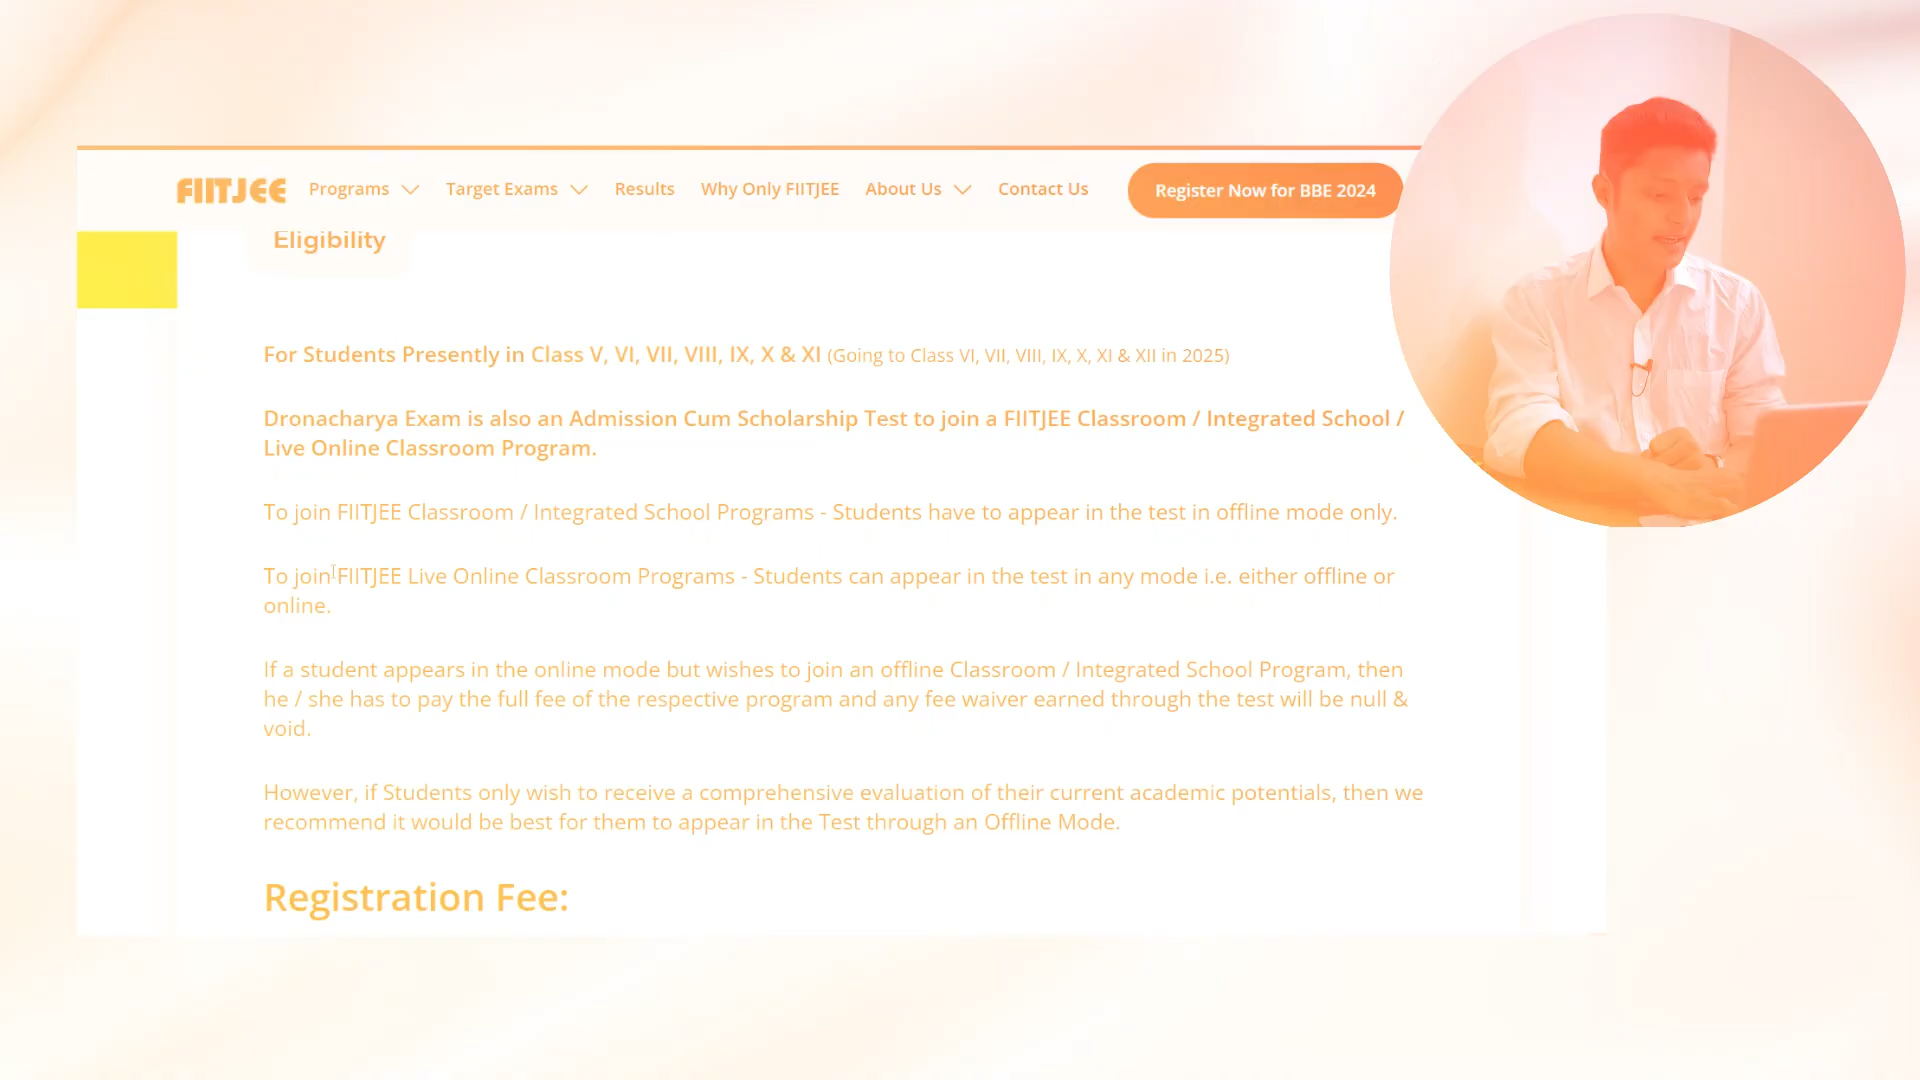 FIITJEE Programs Target Exams Results Why Only FIITJEE About Us Contact Us Register Now for BBE 2024
Eligibility
For Students Presently in Class V, VI, VII, VIII, IX, X & XI (Going to Class VI, VII, VIII, IX, X, XI & XII in 2025)
Dronacharya Exam is also an Admission Cum Scholarship Test to join a FIITJEE Classroom / Integrated School /
Live Online Classroom Program.
To join FIITJEE Classroom / Integrated School Programs - Students have to appear in the test in offline mode only.
To join FIITJEE Live Online Classroom Programs - Students can appear in the test in any mode i.e. either offline or
online.
If a student appears in the online mode but wishes to join an offline Classroom / Integrated School Program, then
he / she has to pay the full fee of the respective program and any fee waiver earned through the test will be null &
void.
However, if Students only wish to receive a comprehensive evaluation of their current academic potentials, then we
recommend it would be best for them to appear in the Test through an Offline Mode.
Registration Fee: